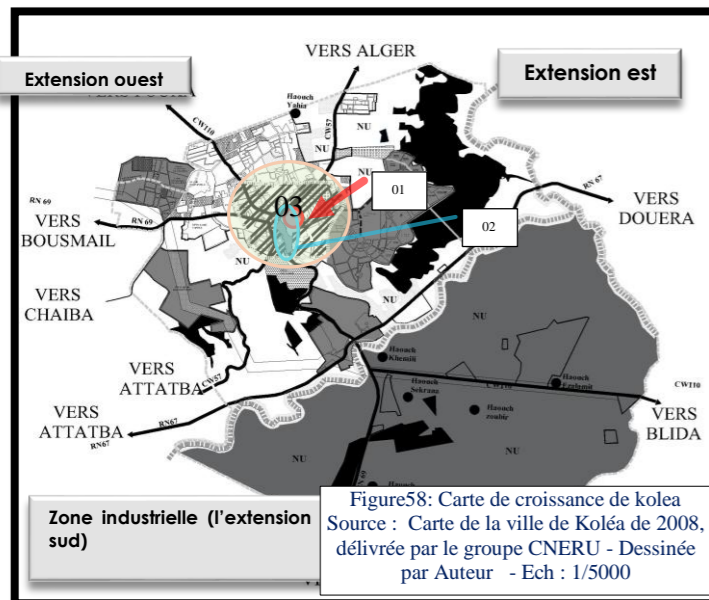 VERS ALGER
Extension ouest
Extension est
Haouch
Yahia
CW110
CW57
NU
NU
NU
01
RN 67
RN 69
03
VERS
DOUERA
VERS
BOUSMAIL
RN 69
02
NU
NU
VERS
CHAIBA
NU
Haouch
Khemili
VERS
ATTATBA
CW57
Haouch
Haouch
Sekrana
CW110
VERS
ATTATBA
RN67
RN67
Haouch
zoubir
VERS
BLIDA
NU
NU
Zone industrielle (l'extension
sud)
Figure58: Carte de croissance de kolea
Source : Carte de la ville de Koléa de 2008,
délivrée par le groupe CNERU - Dessinée
par Auteur - Ech : 1/5000